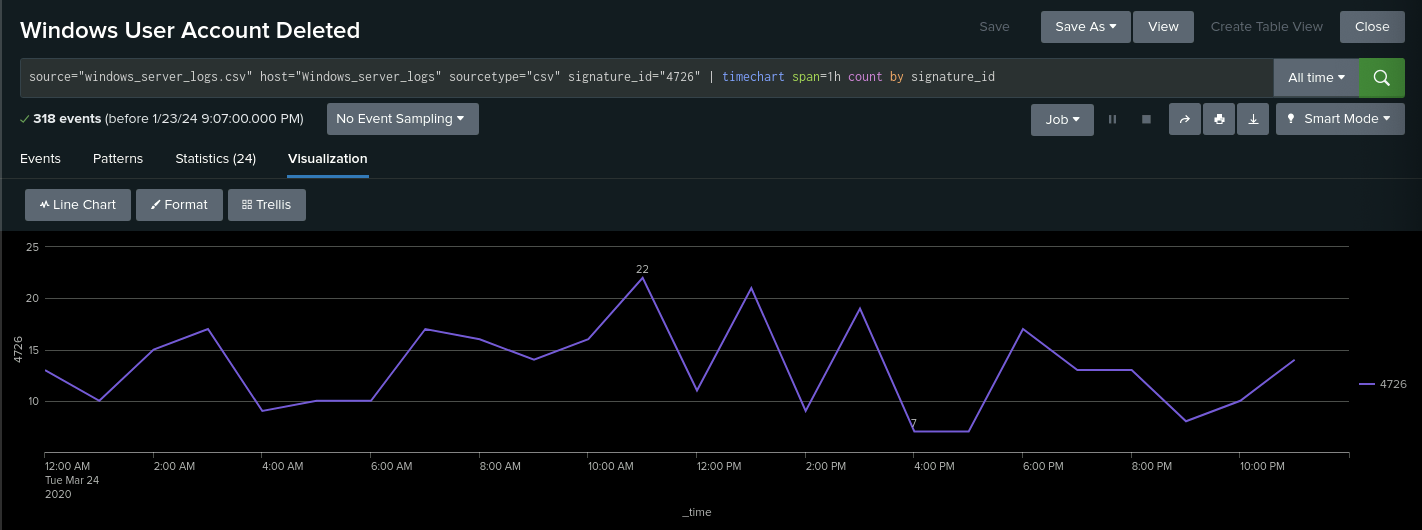 Windows User Account Deleted
Save Save As View Create Table View Close
source="windows_server_logs.csv" host="Windows_server_logs" sourcetype="csv" signature_id="4726" | timechart span=1h count by signature_id
All time
318 events (before 1/23/24 9:07:00.000 PM) No Event Sampling Job Smart Mode
Events Patterns Statistics (24) Visualization
Line Chart Format Trellis
25
22
20
4726
15
4726
10
7
12:00 AM 2:00 AM 4:00 AM 6:00 AM 8:00 AM 10:00 AM 12:00 PM 2:00 PM 4:00 PM 6:00 PM 8:00 PM 10:00 PM
Tue Mar 24
2020
_time